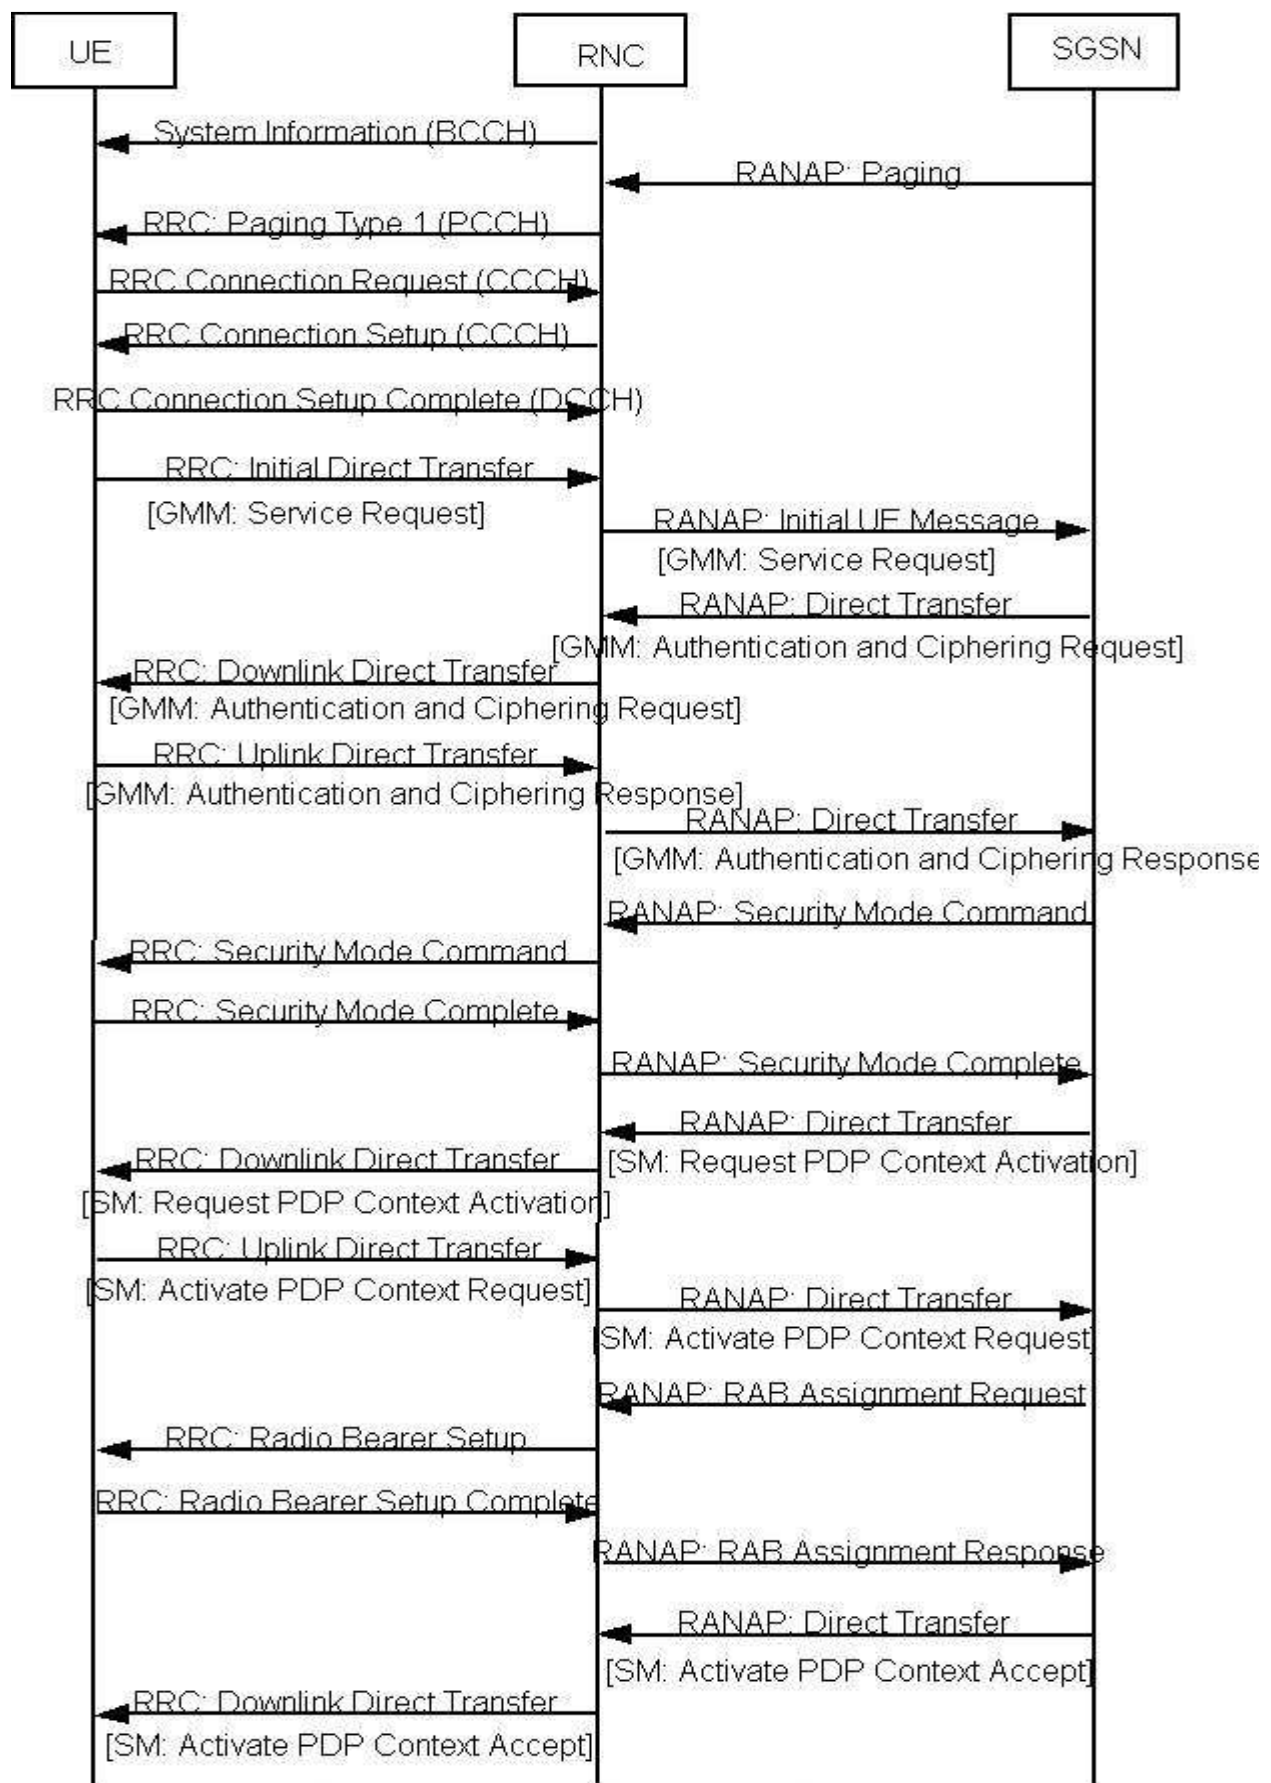 UE
RNC
SGSN
System Information (BCCH)
RANAP: Paging
RRC: Paging Type 1 (PCCH)
RRC Connection Request (CCCH)
RRC Connection Setup (CCCH)
RRC Connection Setup Complete (DCCH)
RRC: Initial Direct Transfer
[GMM: Service Request]
RANAP: Initial UE Message
[GMM: Service Request]
RANAP: Direct Transfer
[GMM: Authentication and Ciphering Request]
RRC: Downlink Direct Transfer
[GMM: Authentication and Ciphering Request]
RRC: Uplink Direct Transfer
[GMM: Authentication and Ciphering Response]
RANAP: Direct Transfer
[GMM: Authentication and Ciphering Response
RANAP: Security Mode Command
RRC: Security Mode Command
RRC: Security Mode Complete
RANAP: Security Mode Complete
RANAP: Direct Transfer
[SM: Request PDP Context Activation]
RRC: Downlink Direct Transfer
[SM: Request PDP Context Activation]
RRC: Uplink Direct Transfer
[SM: Activate PDP Context Request]
RANAP: Direct Transfer
[SM: Activate PDP Context Request]
RANAP: RAB Assignment Request
RRC: Radio Bearer Setup
RRC: Radio Bearer Setup Complete
RANAP: RAB Assignment Response
RANAP: Direct Transfer
[SM: Activate PDP Context Accept]
RRC: Downlink Direct Transfer
[SM: Activate PDP Context Accept]